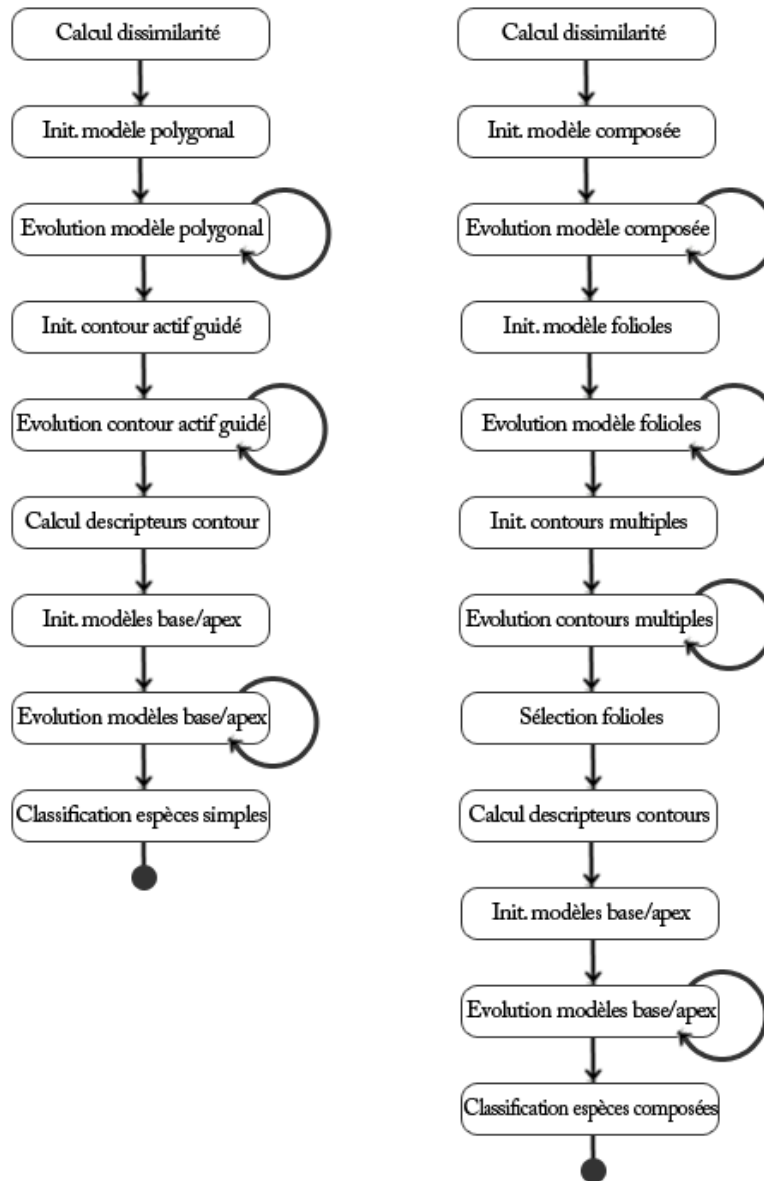 Calcul dissimilarité
Init. modèle polygonal
Evolution modèle polygonal
Init. contour actif guidé
Evolution contour actif guidé
Calcul descripteurs contour
Init. modèles base/apex
Evolution modèles base/apex
Classification espèces simples
Calcul dissimilarité
Init. modèle composée
Evolution modèle composée
Init. modèle folioles
Evolution modèle folioles
Init. contours multiples
Evolution contours multiples
Sélection folioles
Calcul descripteurs contours
Init. modèles base/apex
Evolution modèles base/apex
Classification espèces composées